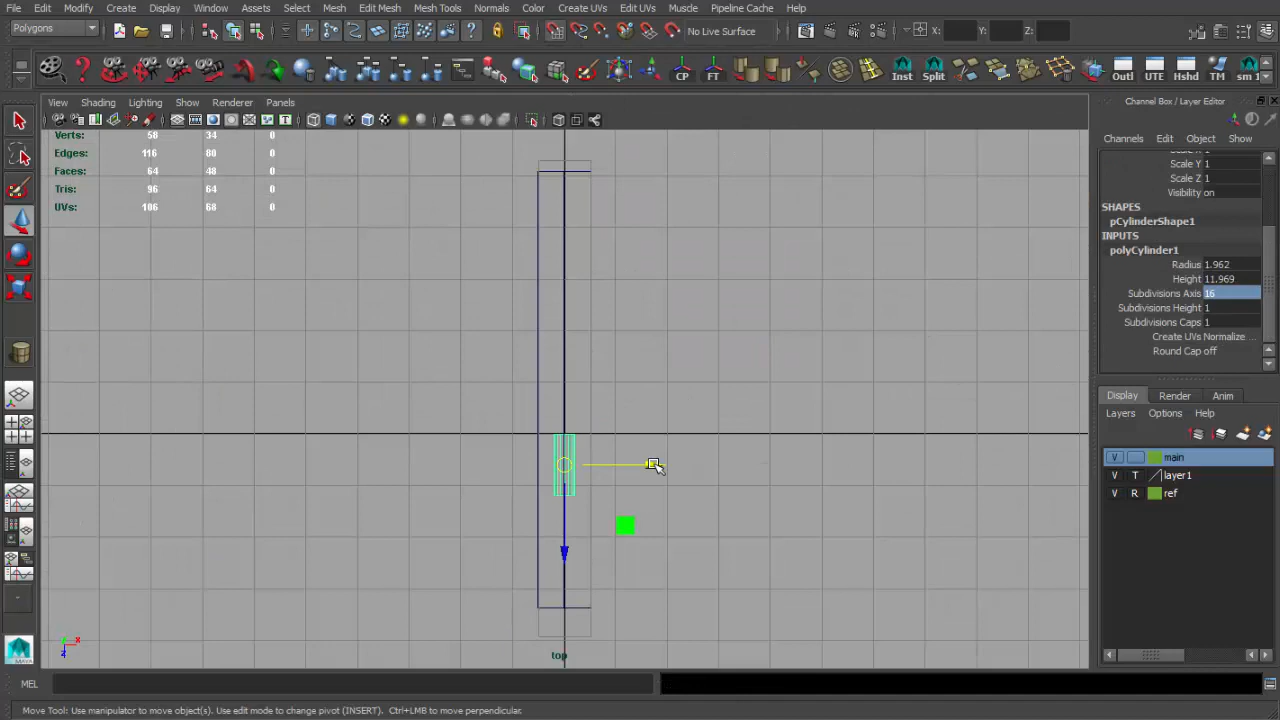 File Edit Modify Create Display Window Assets Select Mesh Edit Mesh Mesh Tools Normals Color Create UVs Edit UVs Muscle Pipeline Cache Help
Polygons
No Live Surface
X:
Y:
Z:
CP
FT
Inst
Split
Outl
UTE
Hshd
TM
sm 1
View Shading Lighting Show Renderer Panels
Channel Box / Layer Editor
Channels Edit Object Show
Verts: 58 34 0
Edges: 116 80 0
Faces: 64 48 0
Tris: 96 64 0
UVs: 106 68 0
Scale Y 1
Scale Z 1
Visibility on
SHAPES
pCylinderShape1
INPUTS
polyCylinder1
Radius 1.962
Height 11.969
Subdivisions Axis 16
Subdivisions Height 1
Subdivisions Caps 1
Create UVs Normalize ...
Round Cap off
Display Render Anim
Layers Options Help
V main
V T layer1
V R ref
x
z
top
MEL
Move Tool: Use manipulator to move object(s). Use edit mode to change pivot (INSERT). Ctrl+LMB to move perpendicular.